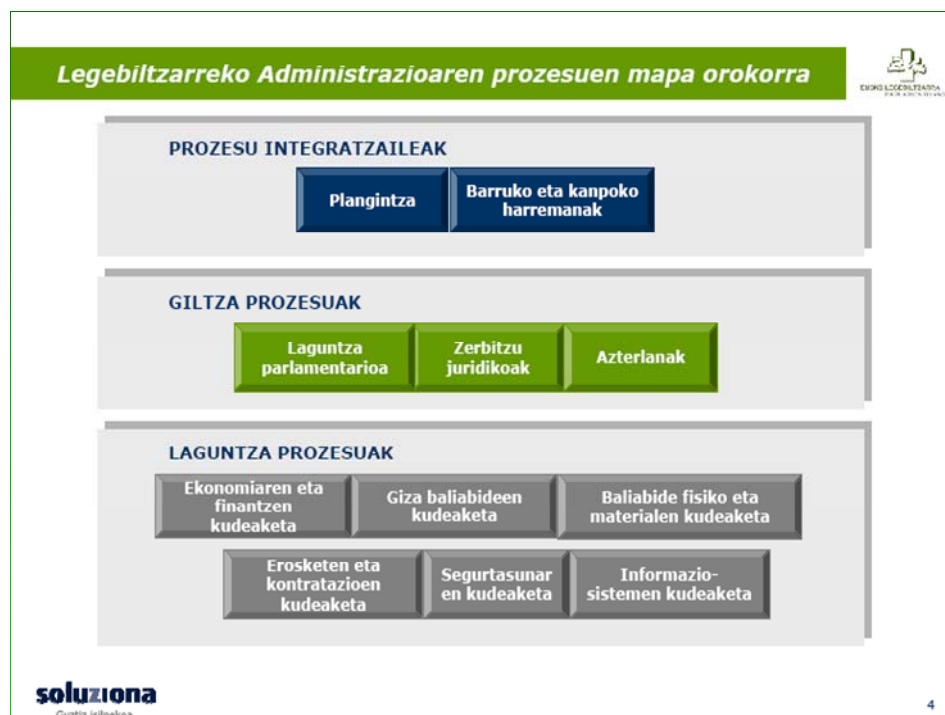 Legebiltzarreko Administrazioaren prozesuen mapa orokorra
EUSKO LEGEBILTZARRA
PROZESU INTEGRATZAILEAK
Plangintza
Barruko eta kanpoko
harremanak
GILTZA PROZESUAK
Laguntza
parlamentarioa
Zerbitzu
juridikoak
Azterlanak
LAGUNTZA PROZESUAK
Ekonomiaren eta
finantzen
kudeaketa
Giza baliabideen
kudeaketa
Baliabide fisiko eta
materialen kudeaketa
Erosketen eta
kontratazioen
kudeaketa
Segurtasunar
en kudeaketa
Informazio-
sistemen kudeaketa
soluziona
4